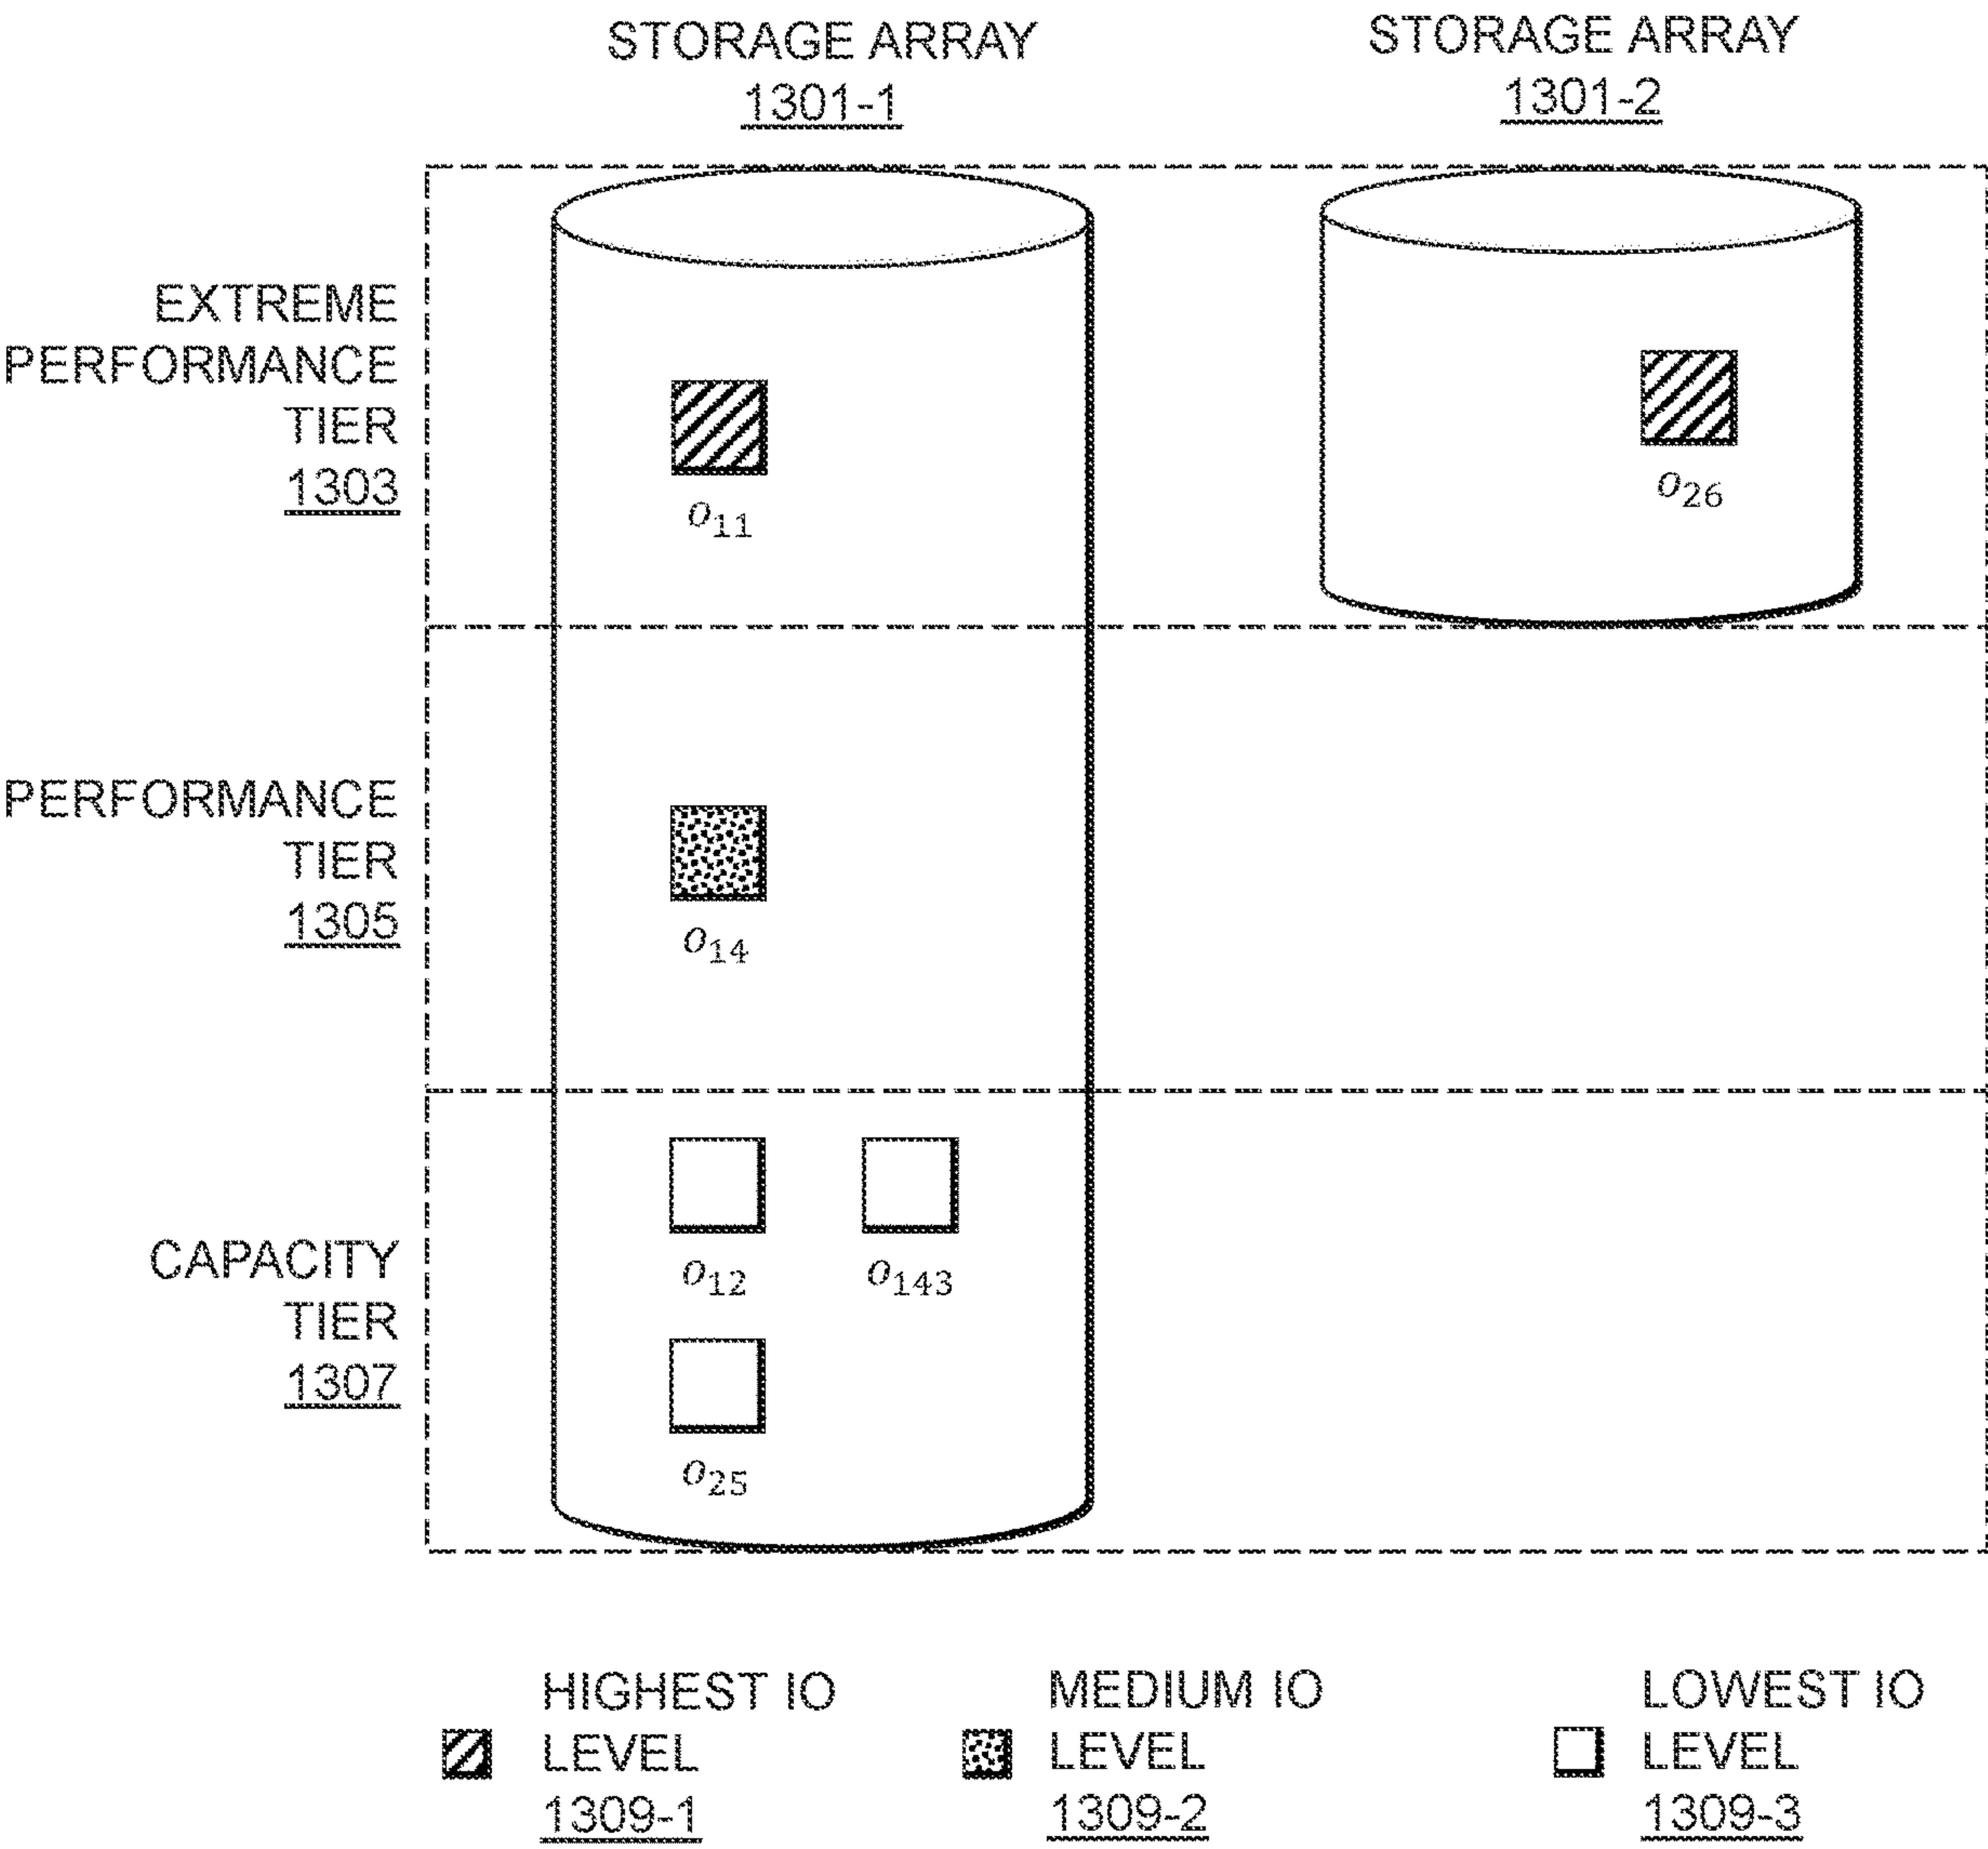 STORAGE ARRAY
1301-1
STORAGE ARRAY
1301-2
EXTREME
PERFORMANCE
TIER
1303
o11
o26
PERFORMANCE
TIER
1305
o14
CAPACITY
TIER
1307
o12
o143
o25
HIGHEST IO
LEVEL
1309-1
MEDIUM IO
LEVEL
1309-2
LOWEST IO
LEVEL
1309-3